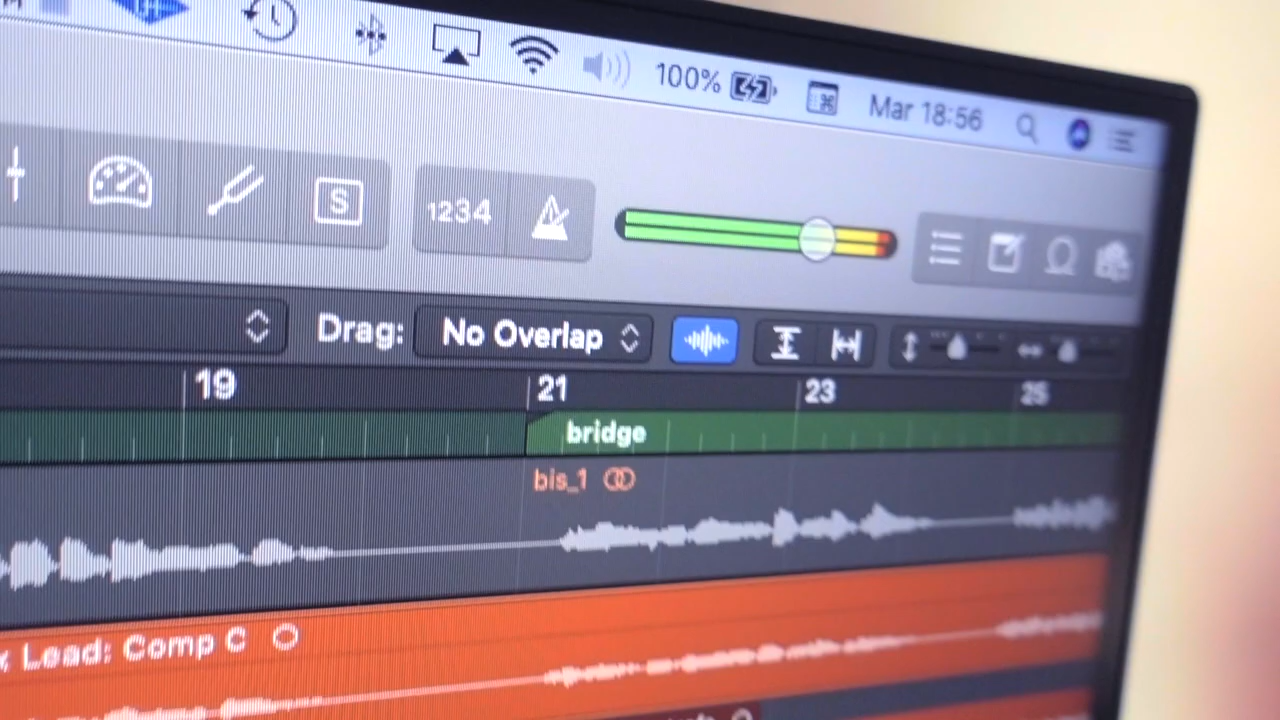 100% Mar 18:56
S 1234
Drag: No Overlap
19 21 23 25
bridge
bis_1
Lead: Comp C